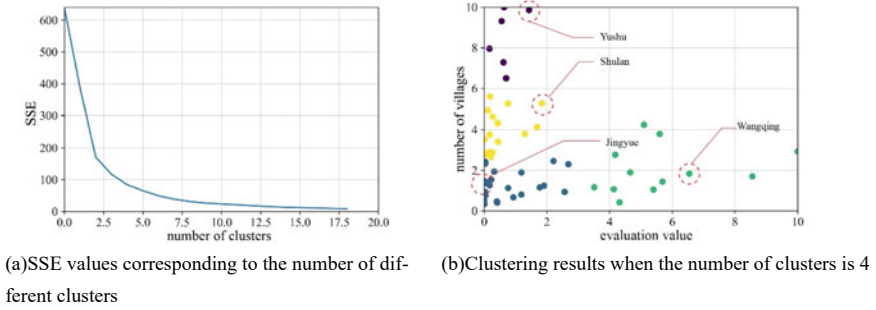 600
500
400
300
200
100
0
SSE
0.0 2.5 5.0 7.5 10.0 12.5 15.0 17.5 20.0
number of clusters
10
8
6
4
2
0
number of villages
Yushu
Shulan
Wangqing
Jingyue
0 2 4 6 8 10
evaluation value
(a)SSE values corresponding to the number of dif-
ferent clusters
(b)Clustering results when the number of clusters is 4